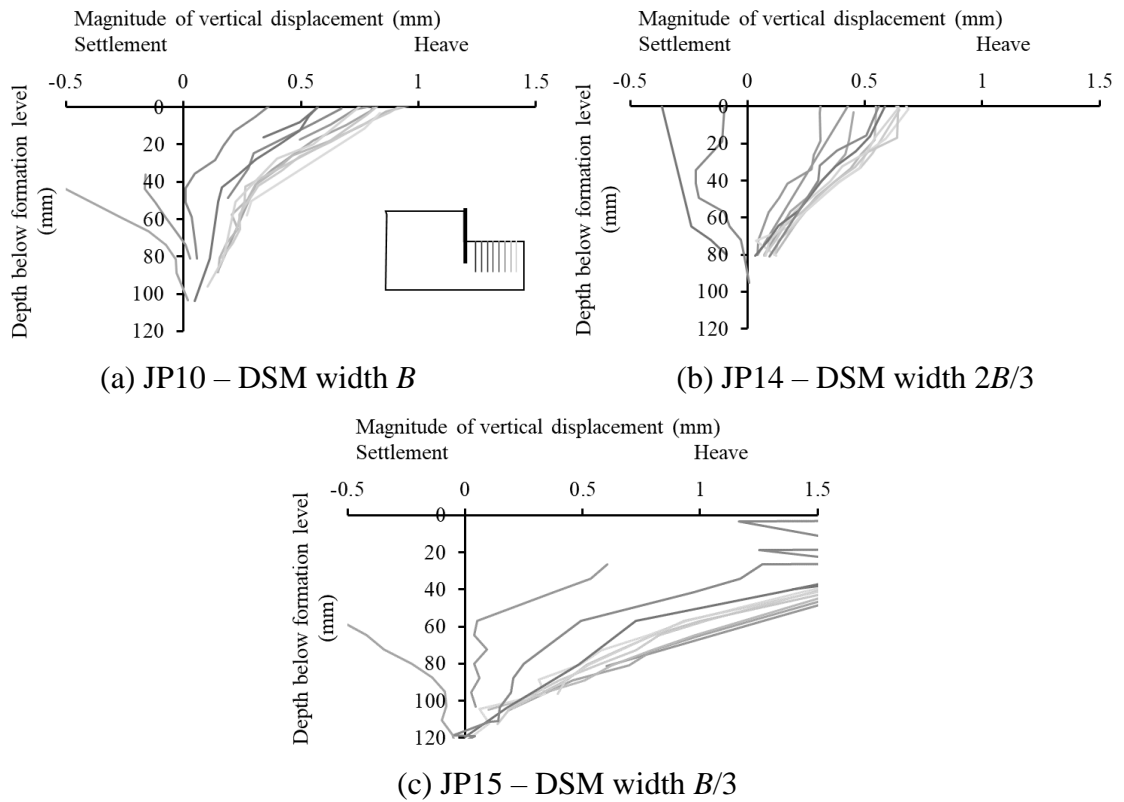 Magnitude of vertical displacement (mm)
Settlement Heave
-0.5 0 0.5 1 1.5
Depth below formation level
(mm)
0
20
40
60
80
100
120
(a) JP10 – DSM width B
Magnitude of vertical displacement (mm)
Settlement Heave
-0.5 0 0.5 1 1.5
Depth below formation level
(mm)
0
20
40
60
80
100
120
(b) JP14 – DSM width 2B/3
Magnitude of vertical displacement (mm)
Settlement Heave
-0.5 0 0.5 1 1.5
Depth below formation level
(mm)
0
20
40
60
80
100
120
(c) JP15 – DSM width B/3